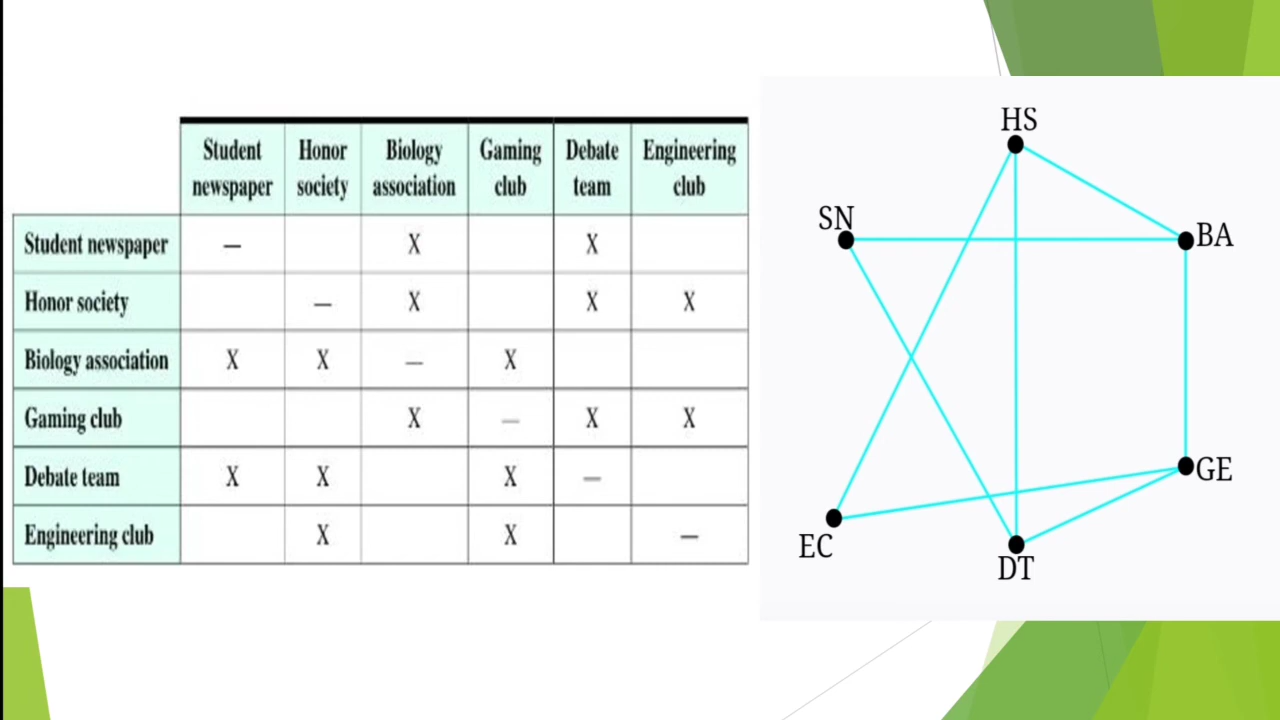 Student newspaper Honor society Biology association Gaming club Debate team Engineering club
Student newspaper — X X
Honor society — X X X
Biology association X X — X
Gaming club X — X X
Debate team X X X —
Engineering club X X —
HS
SN
BA
GE
EC
DT